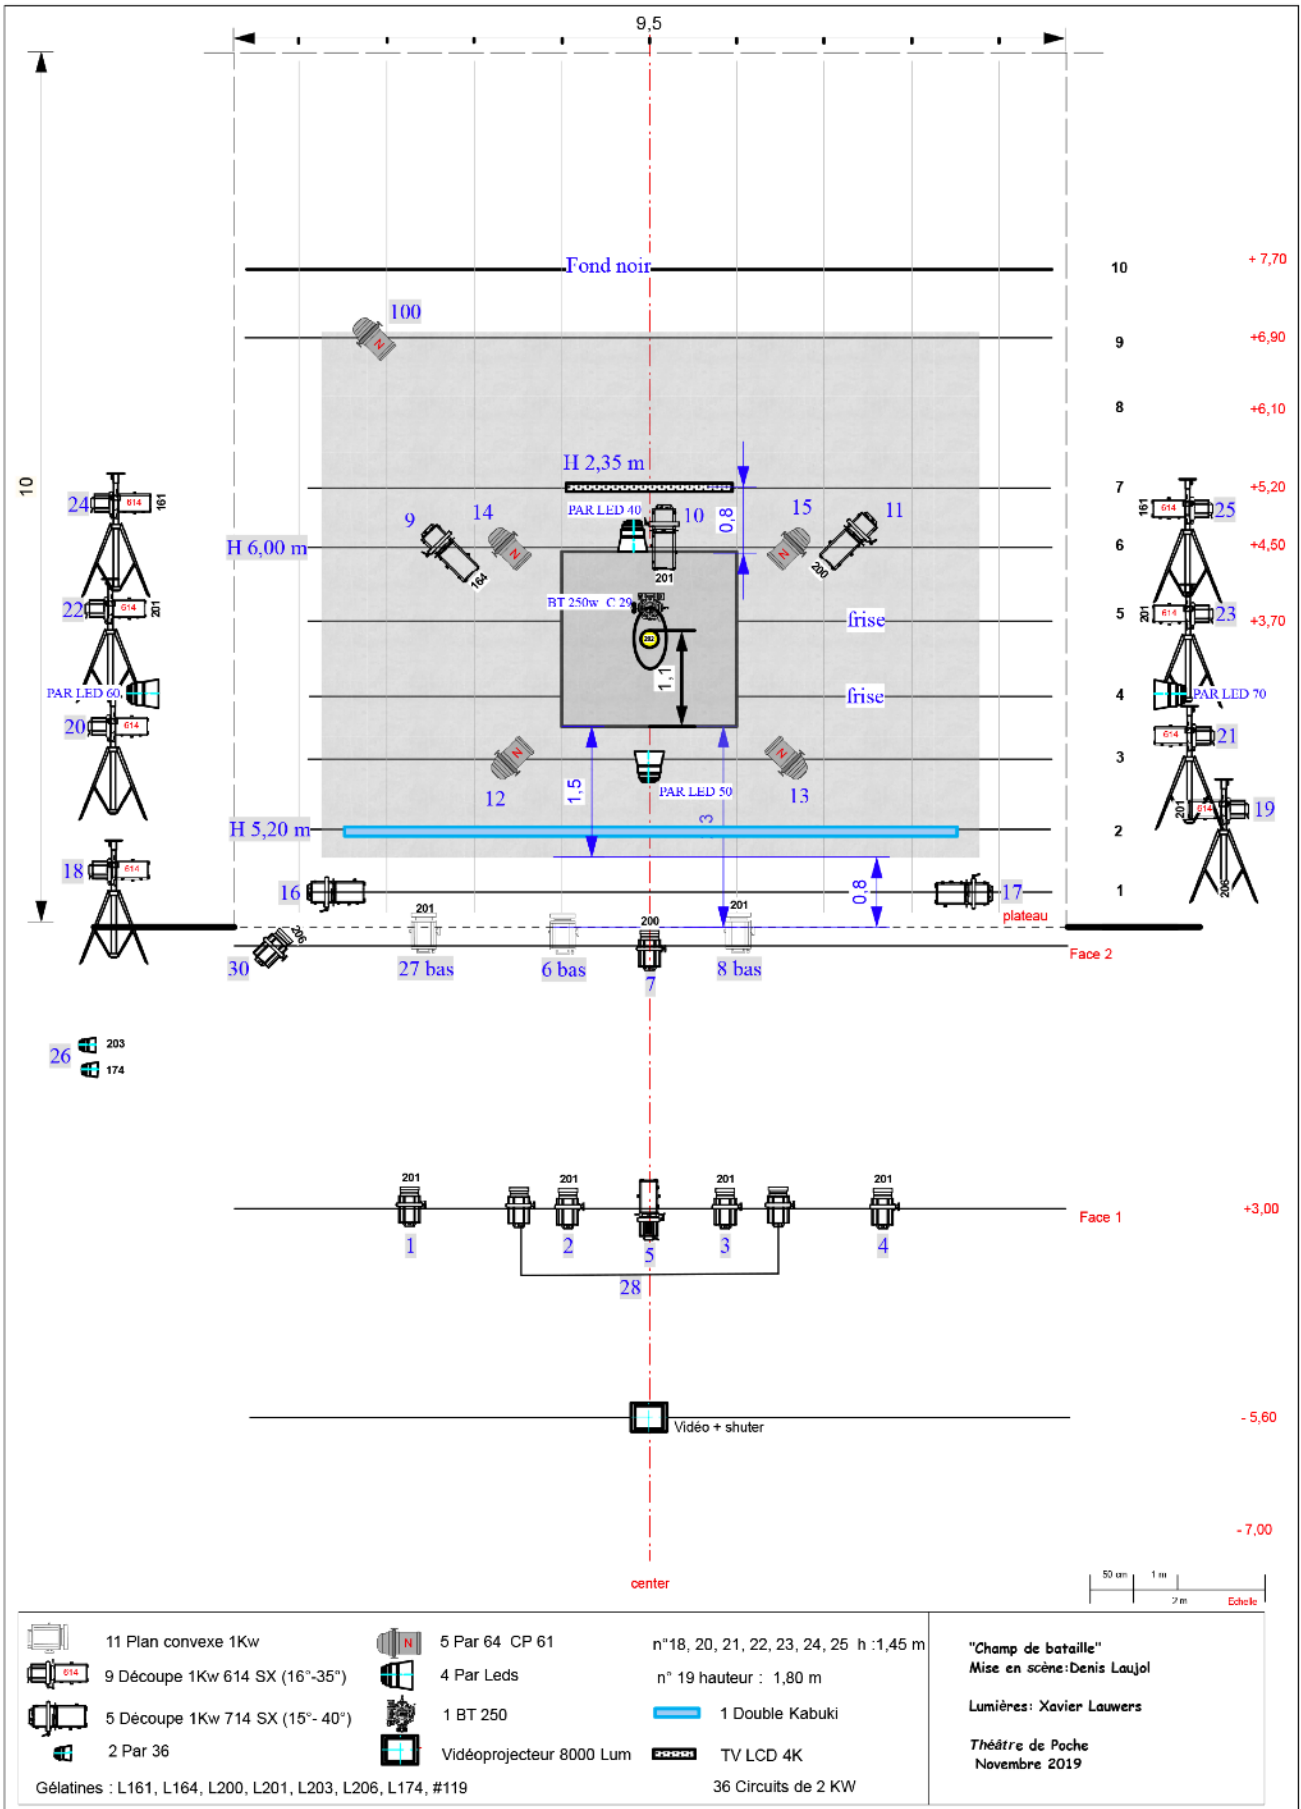 9,5
10
Fond noir
10
+ 7,70
100
N
9
+6,90
8
+6,10
H 2,35 m
7
+5,20
24
614
161
9
14
PAR LED 40
10
0,8
15
11
161
614
25
H 6,00 m
N
N
6
+4,50
164
201
200
22
614
201
BT 250w C 29
202
frise
5
201
614
23
+3,70
1,1
PAR LED 60
frise
4
PAR LED 70
20
614
N
N
3
614
21
12
1,5
PAR LED 50
13
H 5,20 m
3
2
201
614
19
18
614
16
0,8
17
1
206
plateau
206
201
200
201
30
27 bas
6 bas
7
8 bas
Face 2
26
203
174
201
201
201
201
1
2
5
3
4
Face 1
+3,00
28
Vidéo + shuter
- 5,60
- 7,00
center
50 cm
1 m
2 m
Echelle
11 Plan convexe 1Kw
614
9 Découpe 1Kw 614 SX (16°-35°)
5 Découpe 1Kw 714 SX (15°- 40°)
2 Par 36
Gélatines : L161, L164, L200, L201, L203, L206, L174, #119
N
5 Par 64 CP 61
4 Par Leds
1 BT 250
Vidéoprojecteur 8000 Lum
n°18, 20, 21, 22, 23, 24, 25 h :1,45 m
n° 19 hauteur : 1,80 m
1 Double Kabuki
TV LCD 4K
36 Circuits de 2 KW
"Champ de bataille"
Mise en scène:Denis Laujol
Lumières: Xavier Lauwers
Théâtre de Poche
Novembre 2019